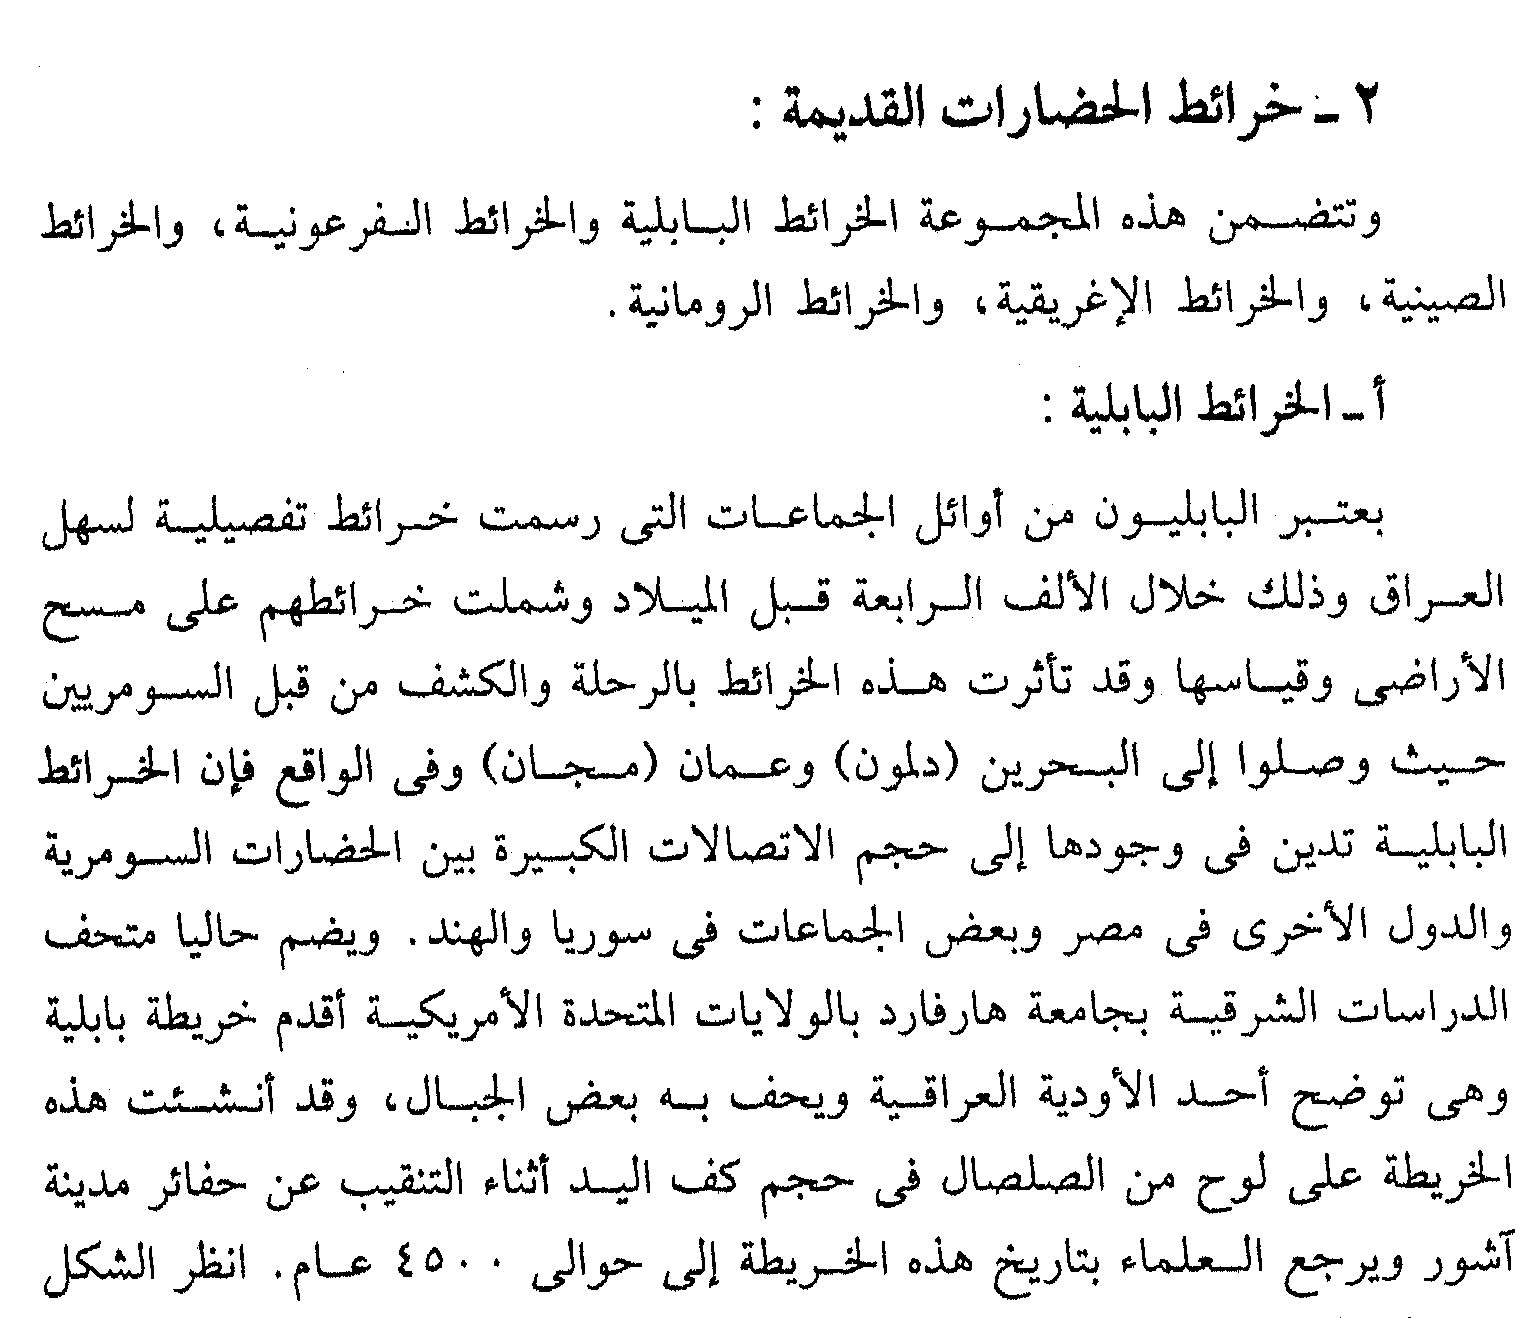 ٢ - خرائط الحضارات القديمة :
وتتضمن هذه المجموعة الخرائط البابلية والخرائط النفرعونية، والخرائط
الصينية، والخرائط الإغريقية، والخرائط الرومانية.
أ - الخرائط البابلية :
بعتبر البابليون من أوائل الجماعات التى رسمت خرائط تفصيلية لسهل
العراق وذلك خلال الألف الرابعة قبل الميلاد وشملت خرائطهم على مسح
الأراضى وقياسها وقد تأثرت هذه الخرائط بالرحلة والكشف من قبل السومريين
حيث وصلوا إلى البحرين (دلمون) وعمان (مجان) وفى الواقع فإن الخرائط
البابلية تدين فى وجودها إلى حجم الاتصالات الكبيرة بين الحضارات السومرية
والدول الأخرى فى مصر وبعض الجماعات فى سوريا والهند. ويضم حاليا متحف
الدراسات الشرقية بجامعة هارفارد بالولايات المتحدة الأمريكية أقدم خريطة بابلية
وهى توضح أحد الأودية العراقية ويحف به بعض الجبال، وقد أنشئت هذه
الخريطة على لوح من الصلصال فى حجم كف اليد أثناء التنقيب عن حفائر مدينة
آشور ويرجع العلماء بتاريخ هذه الخريطة إلى حوالى ٤٥٠٠ عام. انظر الشكل